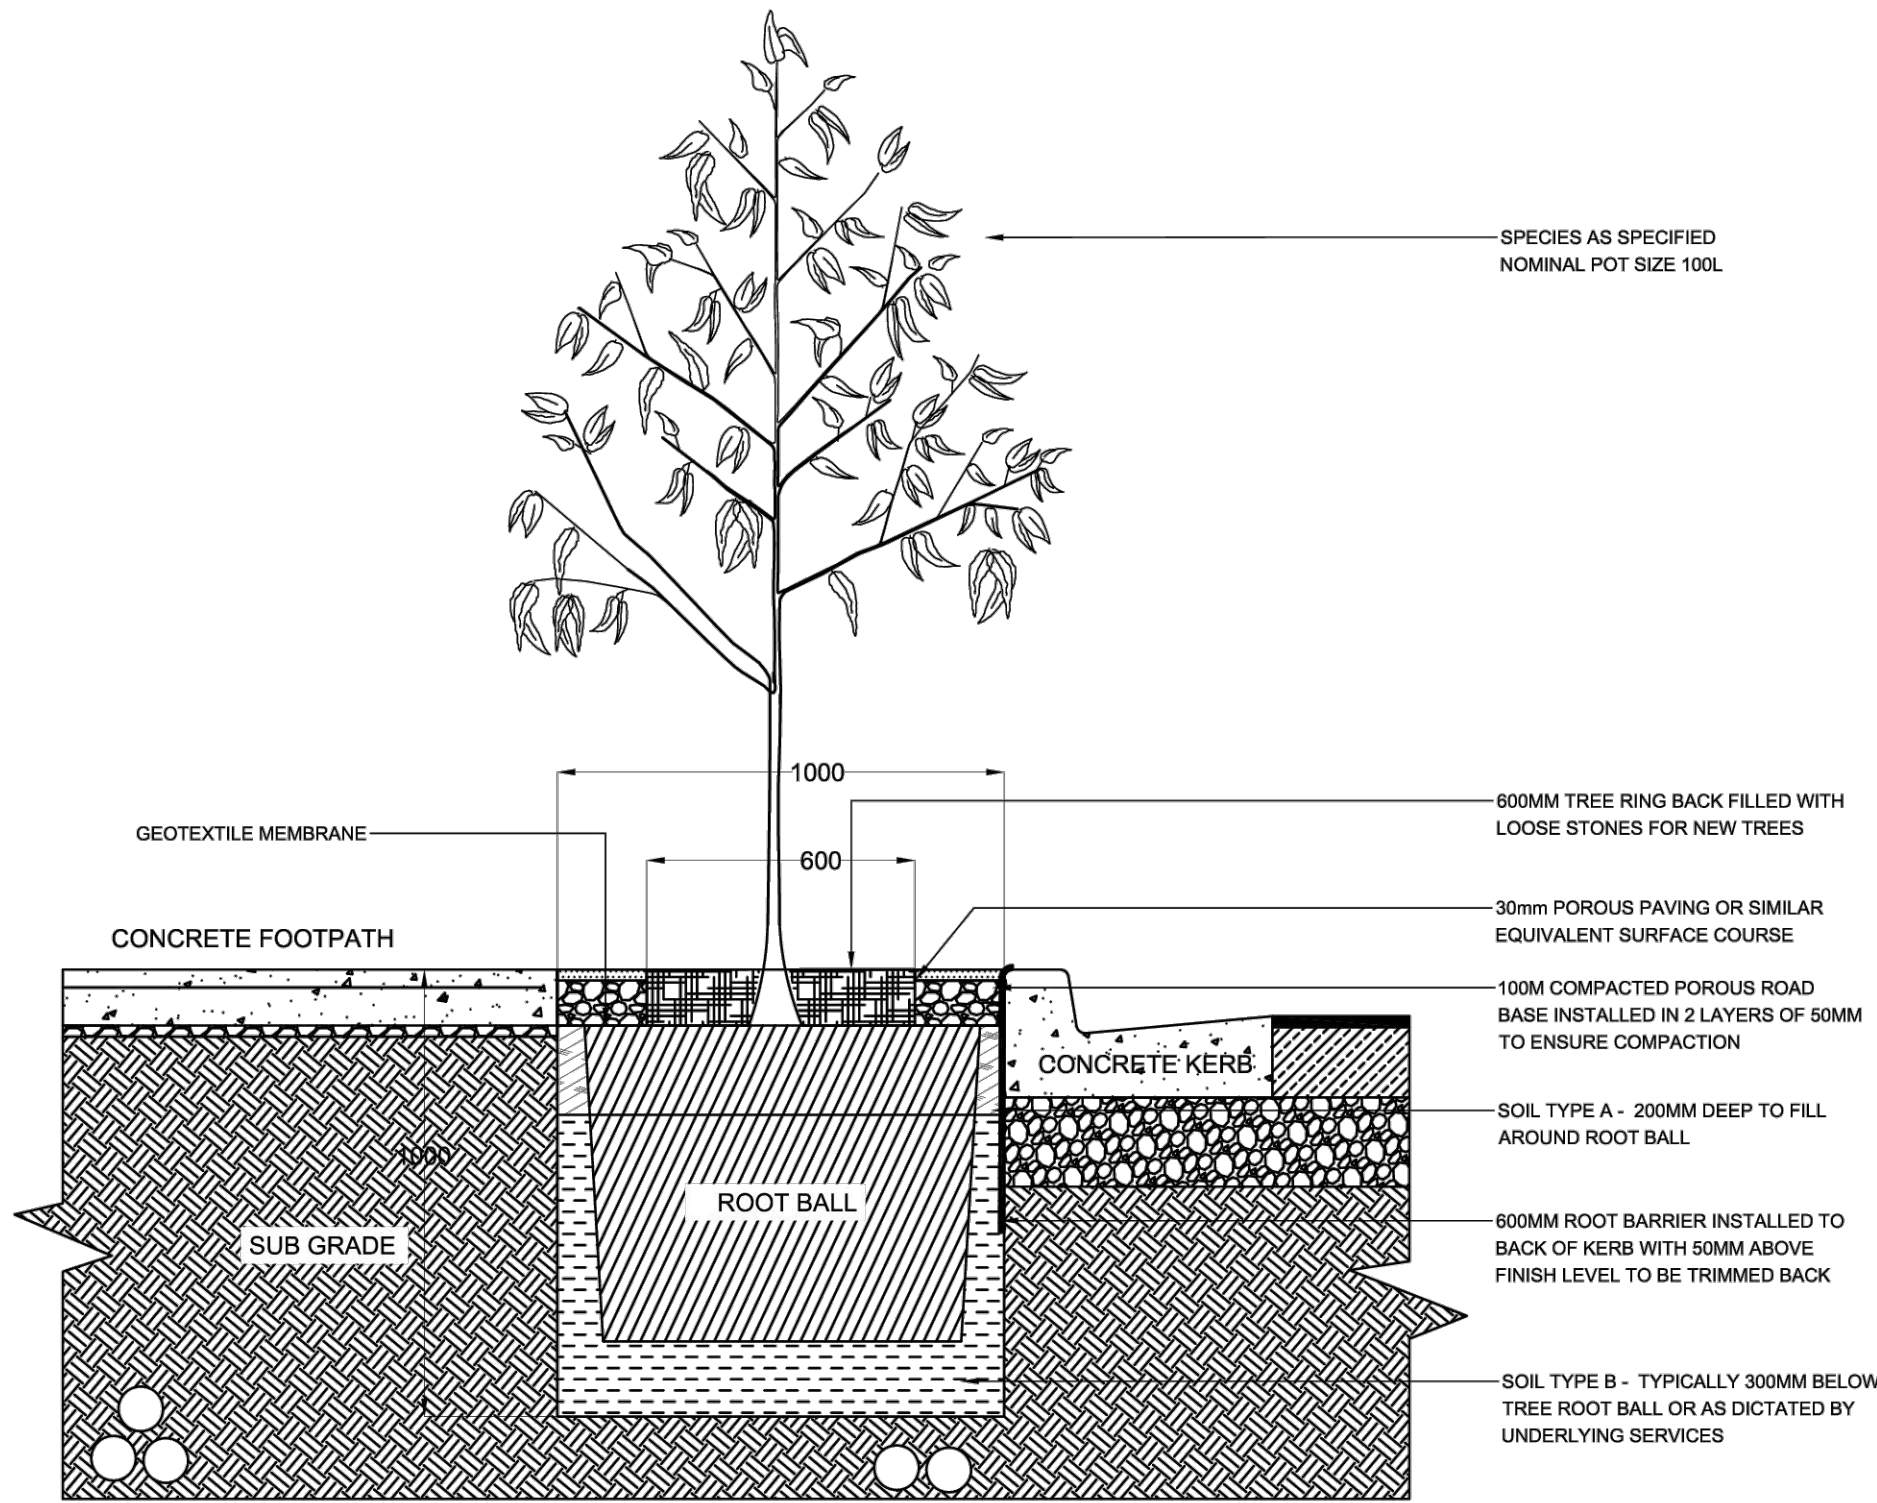 SPECIES AS SPECIFIED
NOMINAL POT SIZE 100L
1000
600MM TREE RING BACK FILLED WITH
LOOSE STONES FOR NEW TREES
GEOTEXTILE MEMBRANE
600
30mm POROUS PAVING OR SIMILAR
EQUIVALENT SURFACE COURSE
CONCRETE FOOTPATH
100M COMPACTED POROUS ROAD
BASE INSTALLED IN 2 LAYERS OF 50MM
TO ENSURE COMPACTION
CONCRETE KERB
SOIL TYPE A - 200MM DEEP TO FILL
AROUND ROOT BALL
1000
ROOT BALL
SUB GRADE
600MM ROOT BARRIER INSTALLED TO
BACK OF KERB WITH 50MM ABOVE
FINISH LEVEL TO BE TRIMMED BACK
SOIL TYPE B - TYPICALLY 300MM BELOW
TREE ROOT BALL OR AS DICTATED BY
UNDERLYING SERVICES